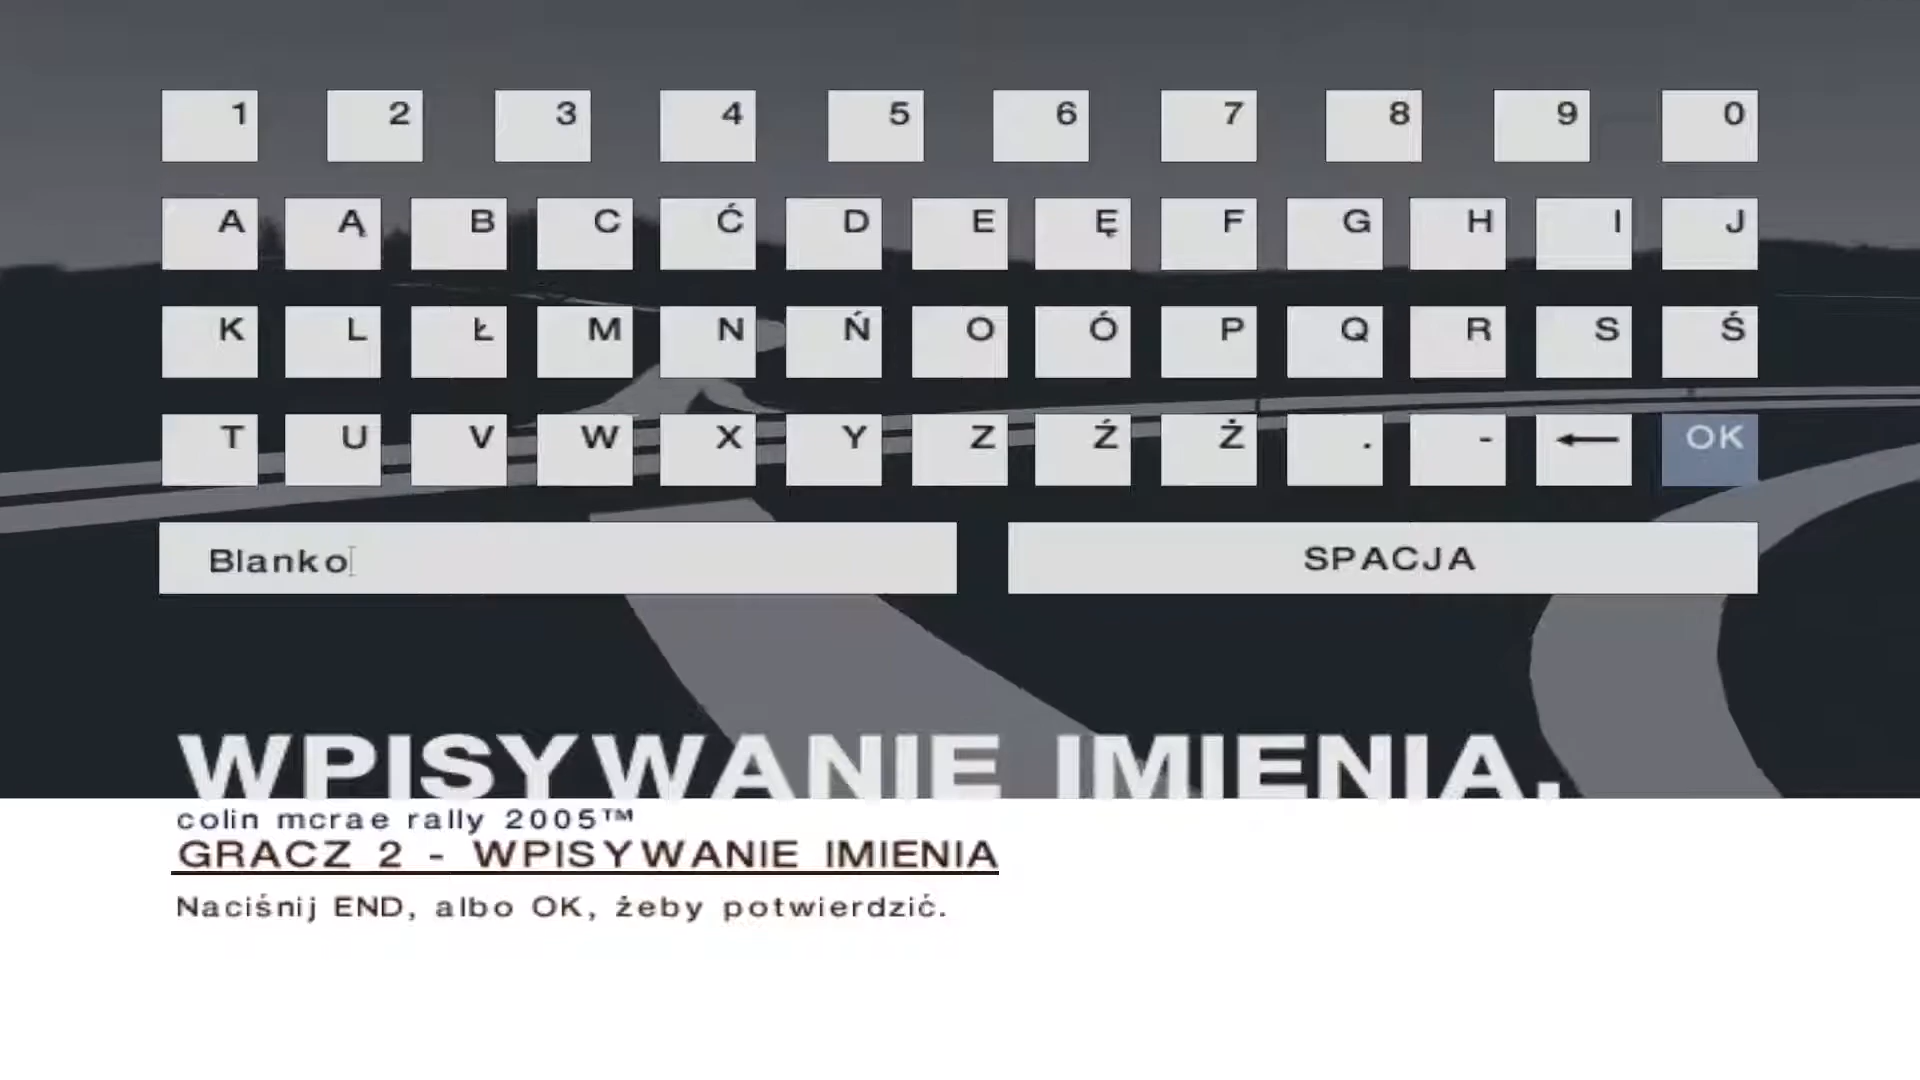 1 2 3 4 5 6 7 8 9 0
A Ą B C Ć D E Ę F G H I J
K L Ł M N Ń O Ó P Q R S Ś
T U V W X Y Z Ź Ż . - ← OK
Blanko SPACJA
WPISYWANIE IMIENIA.
colin mcrae rally 2005™
GRACZ 2 - WPISYWANIE IMIENIA
Naciśnij END, albo OK, żeby potwierdzić.